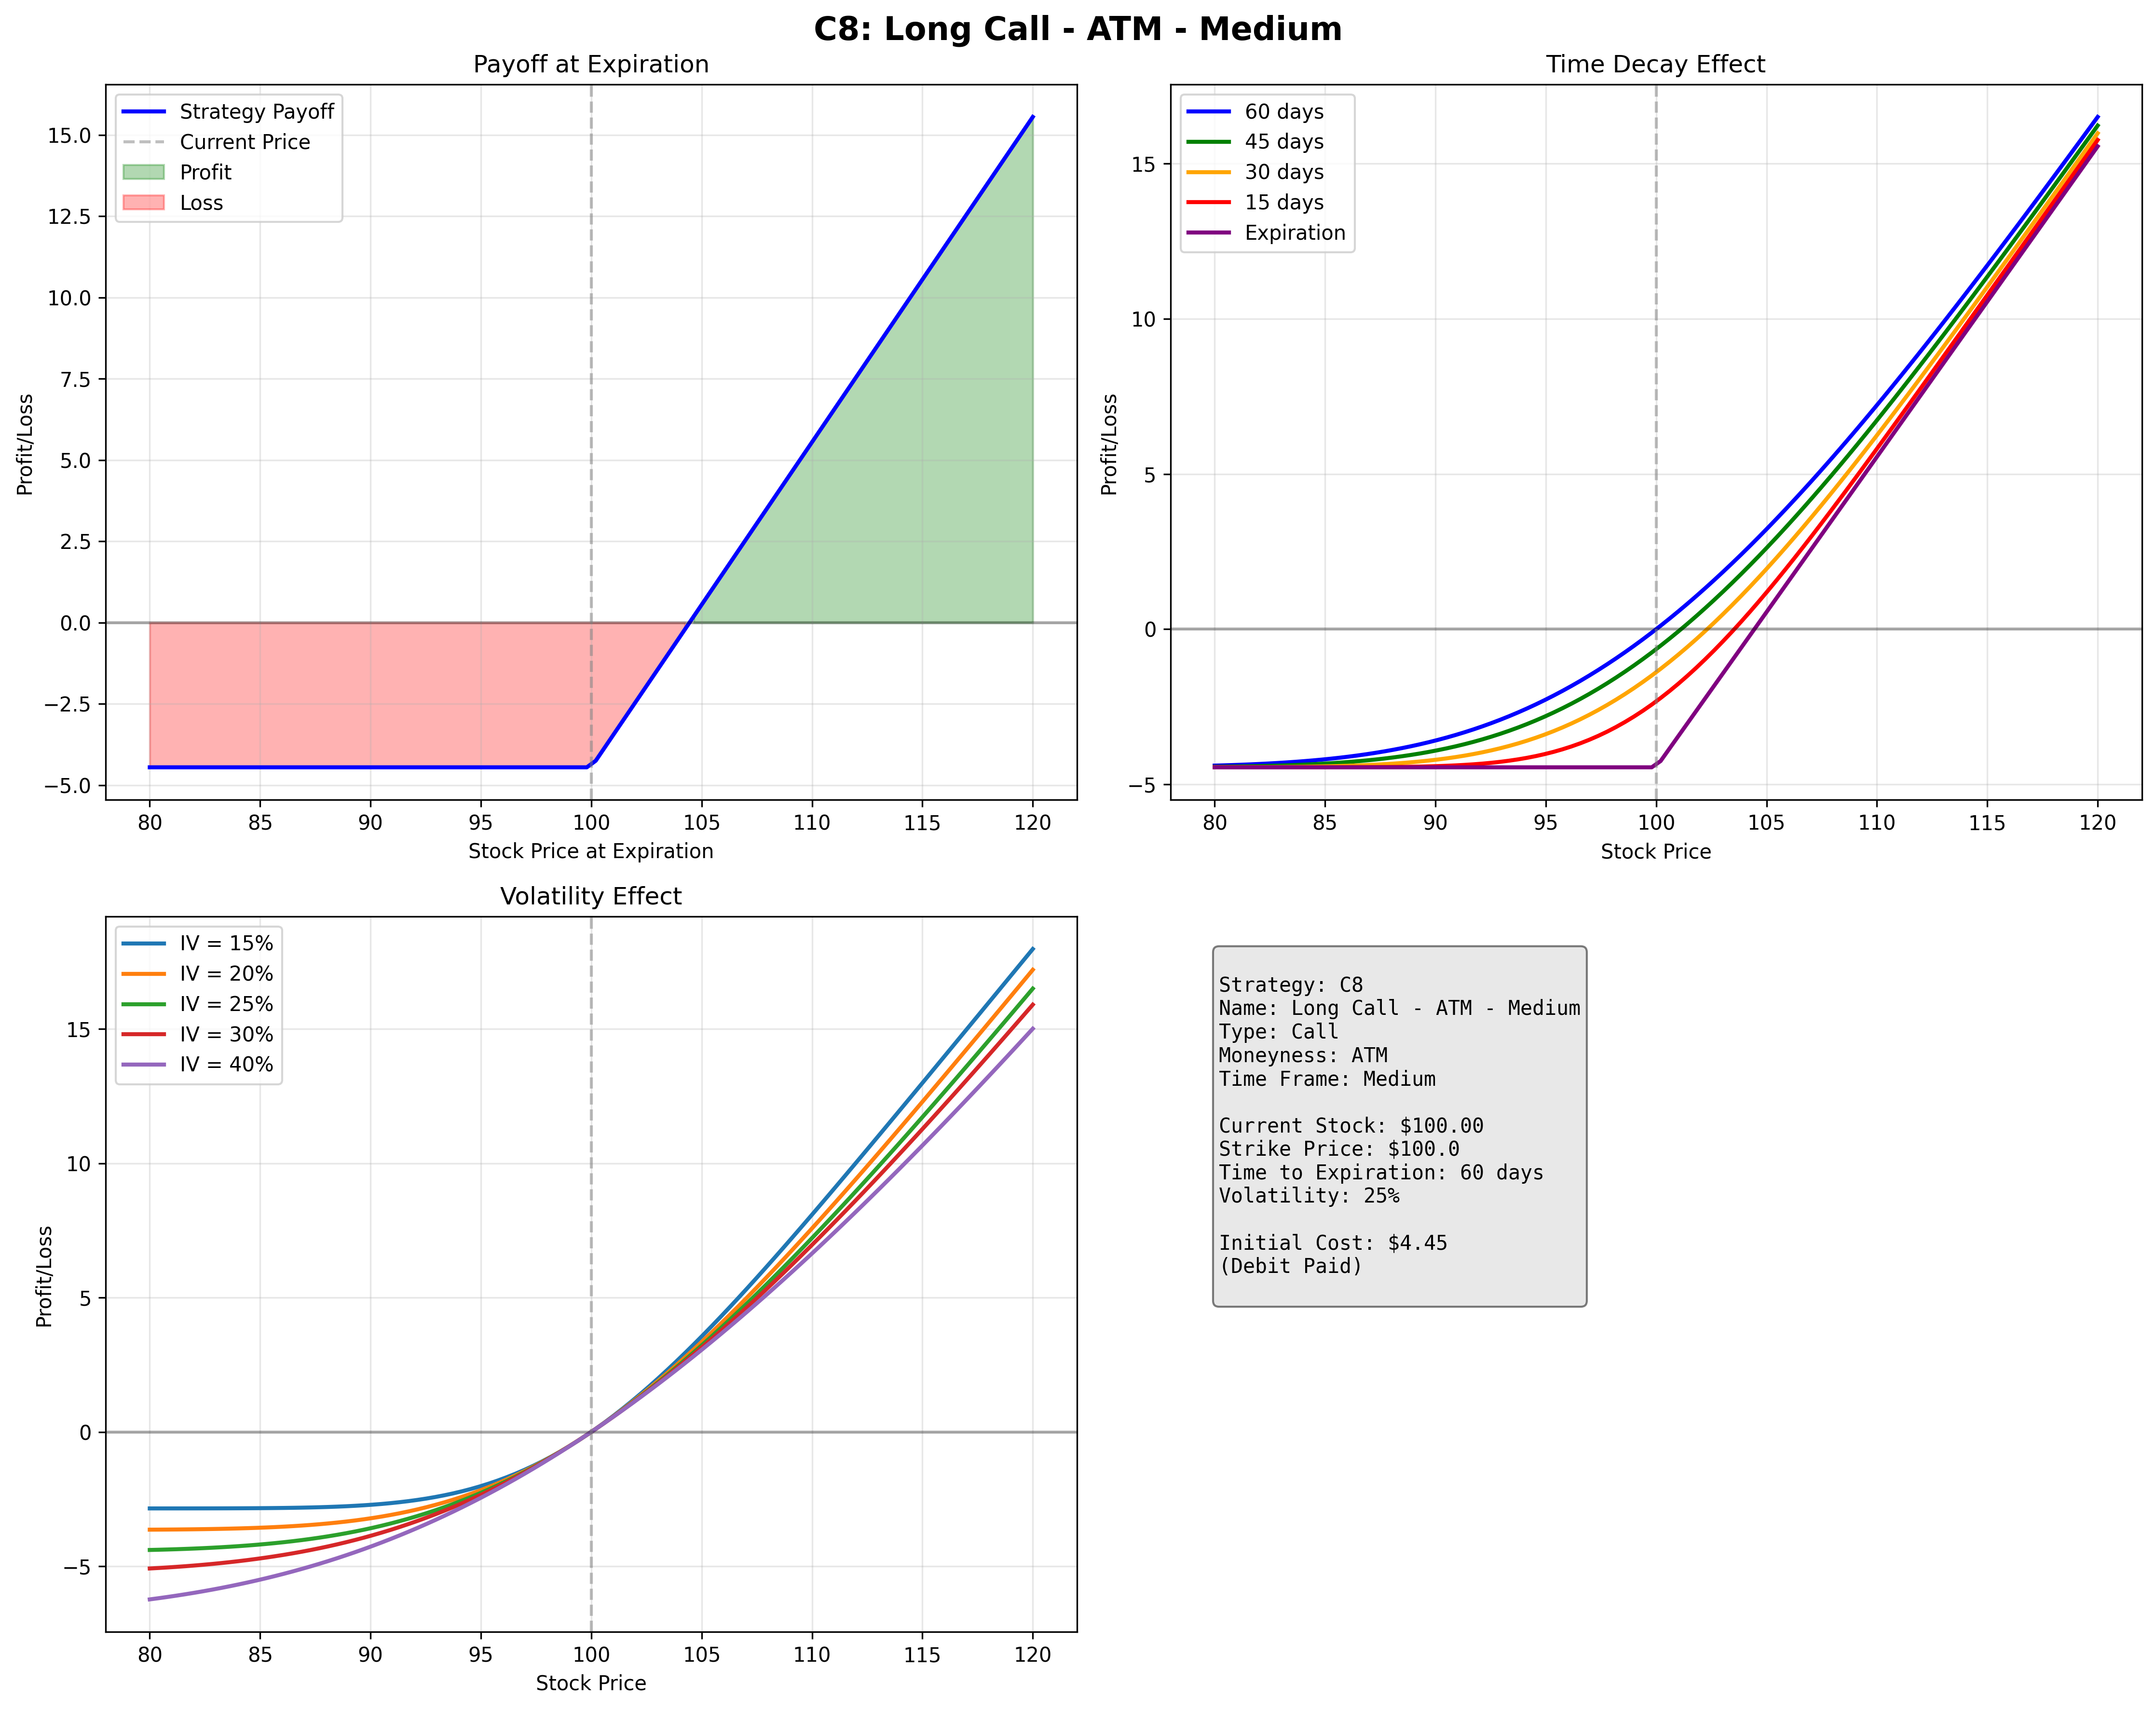 C8: Long Call - ATM - Medium
Payoff at Expiration
Strategy Payoff
Current Price
Profit
Loss
15.0
12.5
10.0
7.5
5.0
2.5
0.0
−2.5
−5.0
Profit/Loss
80 85 90 95 100 105 110 115 120
Stock Price at Expiration
Time Decay Effect
60 days
45 days
30 days
15 days
Expiration
15
10
5
0
−5
Profit/Loss
80 85 90 95 100 105 110 115 120
Stock Price
Volatility Effect
IV = 15%
IV = 20%
IV = 25%
IV = 30%
IV = 40%
15
10
5
0
−5
Profit/Loss
80 85 90 95 100 105 110 115 120
Stock Price
Strategy: C8
Name: Long Call - ATM - Medium
Type: Call
Moneyness: ATM
Time Frame: Medium
Current Stock: $100.00
Strike Price: $100.0
Time to Expiration: 60 days
Volatility: 25%
Initial Cost: $4.45
(Debit Paid)